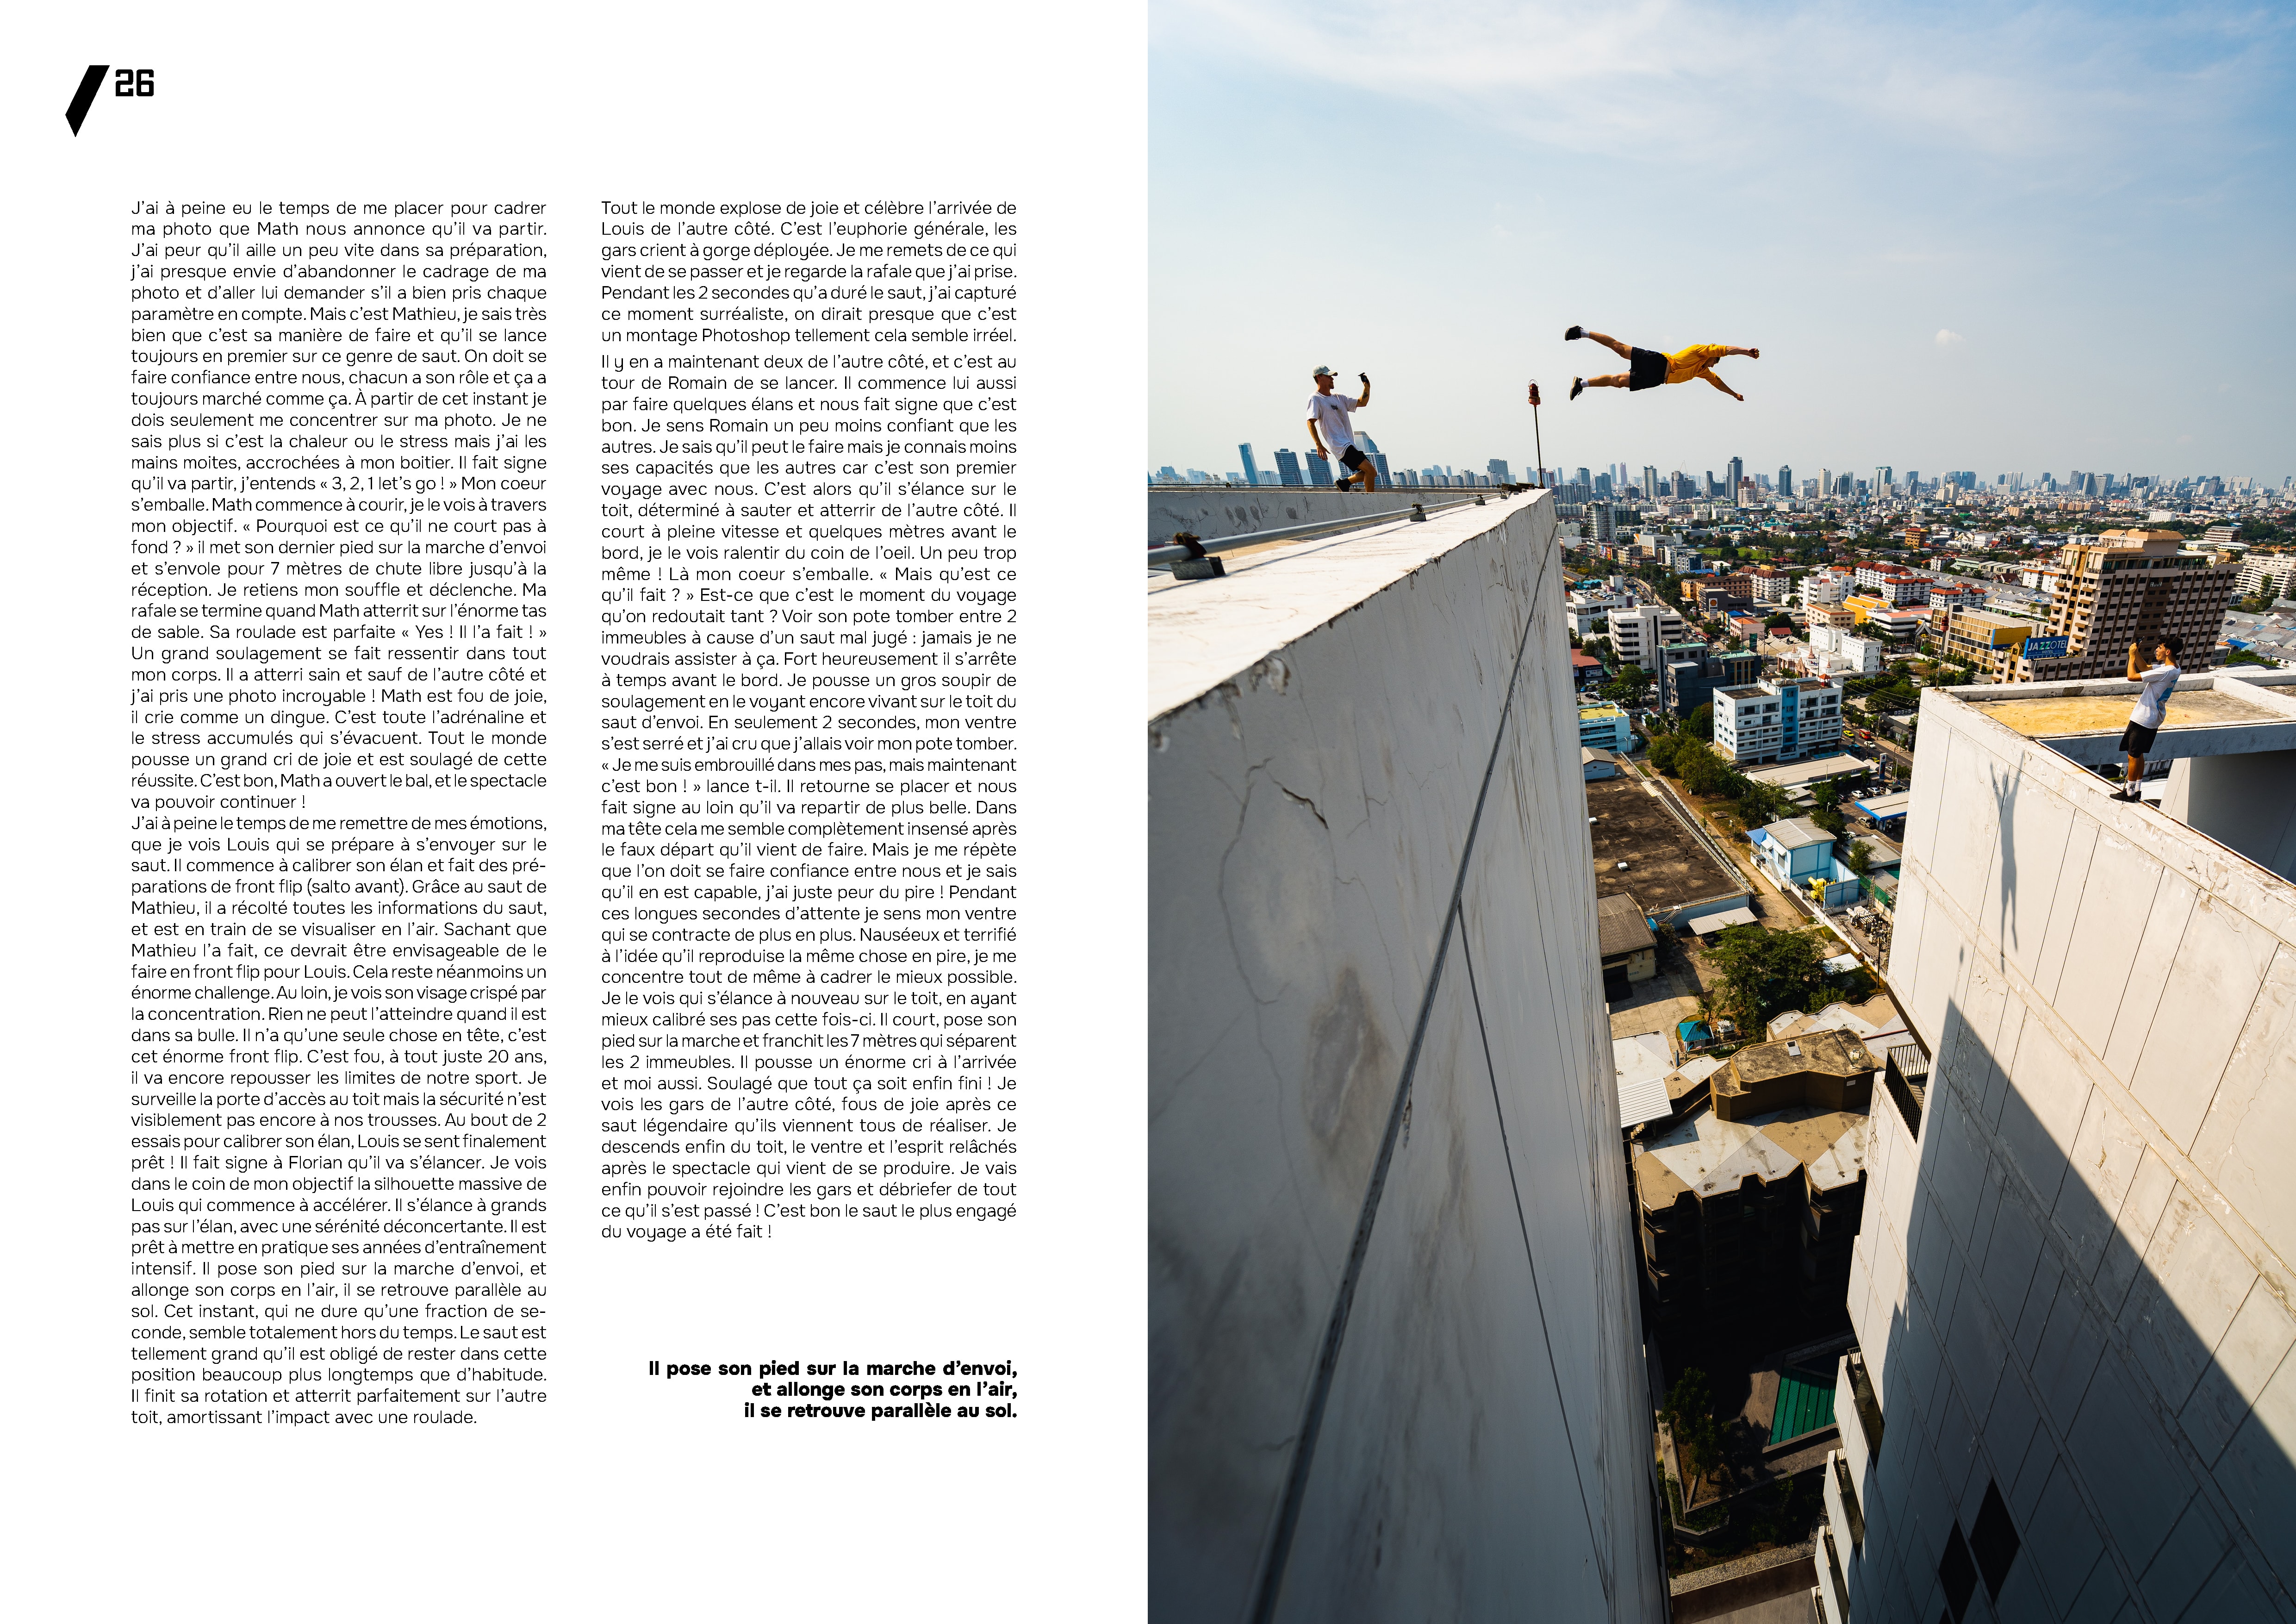 26
J’ai à peine eu le temps de me placer pour cadrer
ma photo que Math nous annonce qu’il va partir.
J’ai peur qu’il aille un peu vite dans sa préparation,
j’ai presque envie d’abandonner le cadrage de ma
photo et d’aller lui demander s’il a bien pris chaque
paramètre en compte. Mais c’est Mathieu, je sais très
bien que c’est sa manière de faire et qu’il se lance
toujours en premier sur ce genre de saut. On doit se
faire confiance entre nous, chacun a son rôle et ça a
toujours marché comme ça. À partir de cet instant je
dois seulement me concentrer sur ma photo. Je ne
sais plus si c’est la chaleur ou le stress mais j’ai les
mains moites, accrochées à mon boitier. Il fait signe
qu’il va partir, j’entends « 3, 2, 1 let’s go ! » Mon coeur
s’emballe. Math commence à courir, je le vois à travers
mon objectif. « Pourquoi est ce qu’il ne court pas à
fond ? » il met son dernier pied sur la marche d’envoi
et s’envole pour 7 mètres de chute libre jusqu’à la
réception. Je retiens mon souffle et déclenche. Ma
rafale se termine quand Math atterrit sur l’énorme tas
de sable. Sa roulade est parfaite « Yes ! Il l’a fait ! »
Un grand soulagement se fait ressentir dans tout
mon corps. Il a atterri sain et sauf de l’autre côté et
j’ai pris une photo incroyable ! Math est fou de joie,
il crie comme un dingue. C’est toute l’adrénaline et
le stress accumulés qui s’évacuent. Tout le monde
pousse un grand cri de joie et est soulagé de cette
réussite. C’est bon, Math a ouvert le bal, et le spectacle
va pouvoir continuer !
J’ai à peine le temps de me remettre de mes émotions,
que je vois Louis qui se prépare à s’envoyer sur le
saut. Il commence à calibrer son élan et fait des pré-
parations de front flip (salto avant). Grâce au saut de
Mathieu, il a récolté toutes les informations du saut,
et est en train de se visualiser en l’air. Sachant que
Mathieu l’a fait, ce devrait être envisageable de le
faire en front flip pour Louis. Cela reste néanmoins un
énorme challenge. Au loin, je vois son visage crispé par
la concentration. Rien ne peut l’atteindre quand il est
dans sa bulle. Il n’a qu’une seule chose en tête, c’est
cet énorme front flip. C’est fou, à tout juste 20 ans,
il va encore repousser les limites de notre sport. Je
surveille la porte d’accès au toit mais la sécurité n’est
visiblement pas encore à nos trousses. Au bout de 2
essais pour calibrer son élan, Louis se sent finalement
prêt ! Il fait signe à Florian qu’il va s’élancer. Je vois
dans le coin de mon objectif la silhouette massive de
Louis qui commence à accélérer. Il s’élance à grands
pas sur l’élan, avec une sérénité déconcertante. Il est
prêt à mettre en pratique ses années d’entraînement
intensif. Il pose son pied sur la marche d’envoi, et
allonge son corps en l’air, il se retrouve parallèle au
sol. Cet instant, qui ne dure qu’une fraction de se-
conde, semble totalement hors du temps. Le saut est
tellement grand qu’il est obligé de rester dans cette
position beaucoup plus longtemps que d’habitude.
Il finit sa rotation et atterrit parfaitement sur l’autre
toit, amortissant l’impact avec une roulade.
Tout le monde explose de joie et célèbre l’arrivée de
Louis de l’autre côté. C’est l’euphorie générale, les
gars crient à gorge déployée. Je me remets de ce qui
vient de se passer et je regarde la rafale que j’ai prise.
Pendant les 2 secondes qu’a duré le saut, j’ai capturé
ce moment surréaliste, on dirait presque que c’est
un montage Photoshop tellement cela semble irréel.
Il y en a maintenant deux de l’autre côté, et c’est au
tour de Romain de se lancer. Il commence lui aussi
par faire quelques élans et nous fait signe que c’est
bon. Je sens Romain un peu moins confiant que les
autres. Je sais qu’il peut le faire mais je connais moins
ses capacités que les autres car c’est son premier
voyage avec nous. C’est alors qu’il s’élance sur le
toit, déterminé à sauter et atterrir de l’autre côté. Il
court à pleine vitesse et quelques mètres avant le
bord, je le vois ralentir du coin de l’oeil. Un peu trop
même ! Là mon coeur s’emballe. « Mais qu’est ce
qu’il fait ? » Est-ce que c’est le moment du voyage
qu’on redoutait tant ? Voir son pote tomber entre 2
immeubles à cause d’un saut mal jugé : jamais je ne
voudrais assister à ça. Fort heureusement il s’arrête
à temps avant le bord. Je pousse un gros soupir de
soulagement en le voyant encore vivant sur le toit du
saut d’envoi. En seulement 2 secondes, mon ventre
s’est serré et j’ai cru que j’allais voir mon pote tomber.
« Je me suis embrouillé dans mes pas, mais maintenant
c’est bon ! » lance t-il. Il retourne se placer et nous
fait signe au loin qu’il va repartir de plus belle. Dans
ma tête cela me semble complètement insensé après
le faux départ qu’il vient de faire. Mais je me répète
que l’on doit se faire confiance entre nous et je sais
qu’il en est capable, j’ai juste peur du pire ! Pendant
ces longues secondes d’attente je sens mon ventre
qui se contracte de plus en plus. Nauséeux et terrifié
à l’idée qu’il reproduise la même chose en pire, je me
concentre tout de même à cadrer le mieux possible.
Je le vois qui s’élance à nouveau sur le toit, en ayant
mieux calibré ses pas cette fois-ci. Il court, pose son
pied sur la marche et franchit les 7 mètres qui séparent
les 2 immeubles. Il pousse un énorme cri à l’arrivée
et moi aussi. Soulagé que tout ça soit enfin fini ! Je
vois les gars de l’autre côté, fous de joie après ce
saut légendaire qu’ils viennent tous de réaliser. Je
descends enfin du toit, le ventre et l’esprit relâchés
après le spectacle qui vient de se produire. Je vais
enfin pouvoir rejoindre les gars et débriefer de tout
ce qu’il s’est passé ! C’est bon le saut le plus engagé
du voyage a été fait !
Il pose son pied sur la marche d’envoi,
et allonge son corps en l’air,
il se retrouve parallèle au sol.
JAZZOTEL